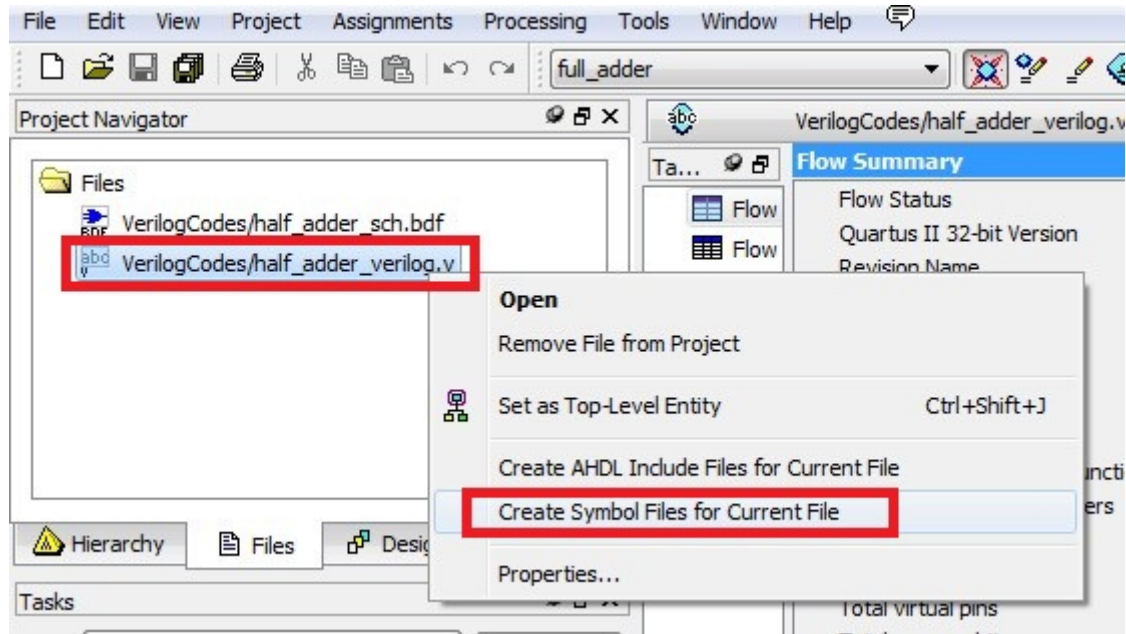 File Edit View Project Assignments Processing Tools Window Help
full_adder
Project Navigator
VerilogCodes/half_adder_verilog.v
Ta...
Flow Summary
Files
VerilogCodes/half_adder_sch.bdf
VerilogCodes/half_adder_verilog.v
Flow
Flow
Flow Status
Quartus II 32-bit Version
Revision Name
Open
Remove File from Project
Set as Top-Level Entity Ctrl+Shift+J
Create AHDL Include Files for Current File
Create Symbol Files for Current File
Properties...
Hierarchy
Files
Tasks
Total virtual pins